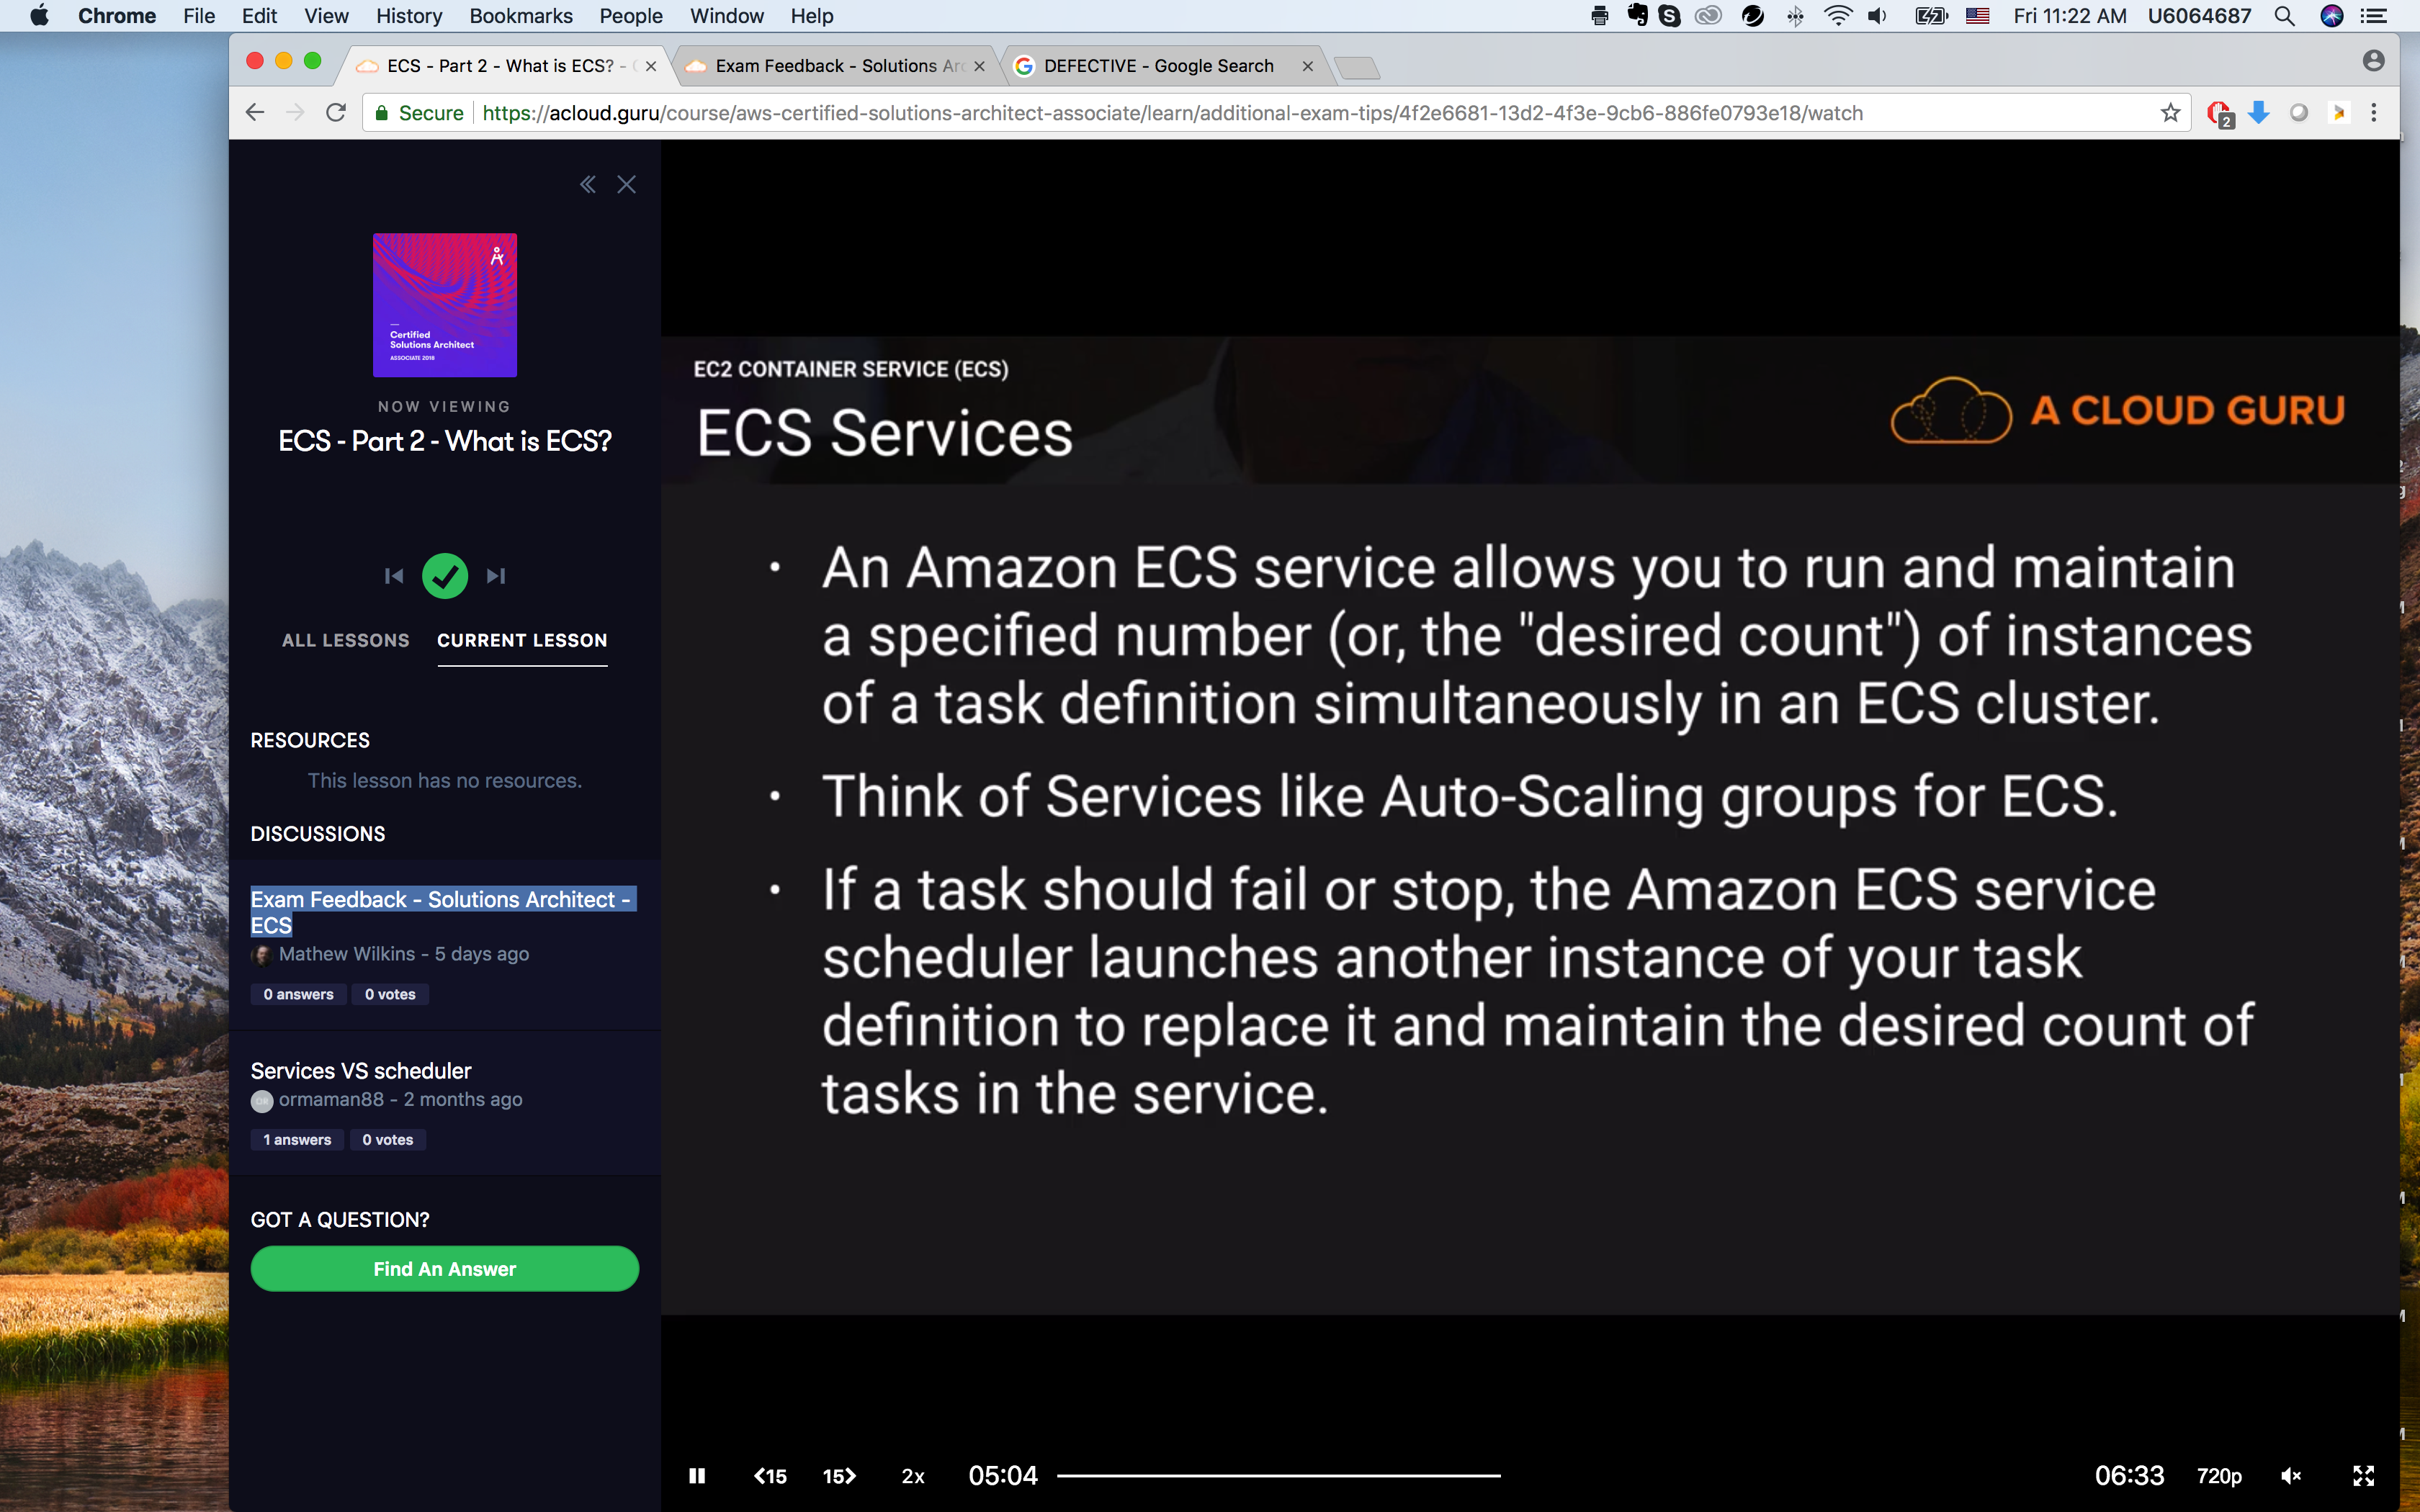 Chrome File Edit View History Bookmarks People Window Help
Fri 11:22 AM U6064687
ECS - Part 2 - What is ECS? -
Exam Feedback - Solutions Arc
DEFECTIVE - Google Search
Secure https://acloud.guru/course/aws-certified-solutions-architect-associate/learn/additional-exam-tips/4f2e6681-13d2-4f3e-9cb6-886fe0793e18/watch
2
Certified
Solutions Architect
ASSOCIATE 2018
NOW VIEWING
ECS - Part 2 - What is ECS?
ALL LESSONS CURRENT LESSON
RESOURCES
This lesson has no resources.
DISCUSSIONS
Exam Feedback - Solutions Architect -
ECS
Mathew Wilkins - 5 days ago
0 answers 0 votes
Services VS scheduler
ormaman88 - 2 months ago
1 answers 0 votes
GOT A QUESTION?
Find An Answer
EC2 CONTAINER SERVICE (ECS)
ECS Services
A CLOUD GURU
• An Amazon ECS service allows you to run and maintain
a specified number (or, the "desired count") of instances
of a task definition simultaneously in an ECS cluster.
• Think of Services like Auto-Scaling groups for ECS.
• If a task should fail or stop, the Amazon ECS service
scheduler launches another instance of your task
definition to replace it and maintain the desired count of
tasks in the service.
<15 15> 2x 05:04 06:33 720p